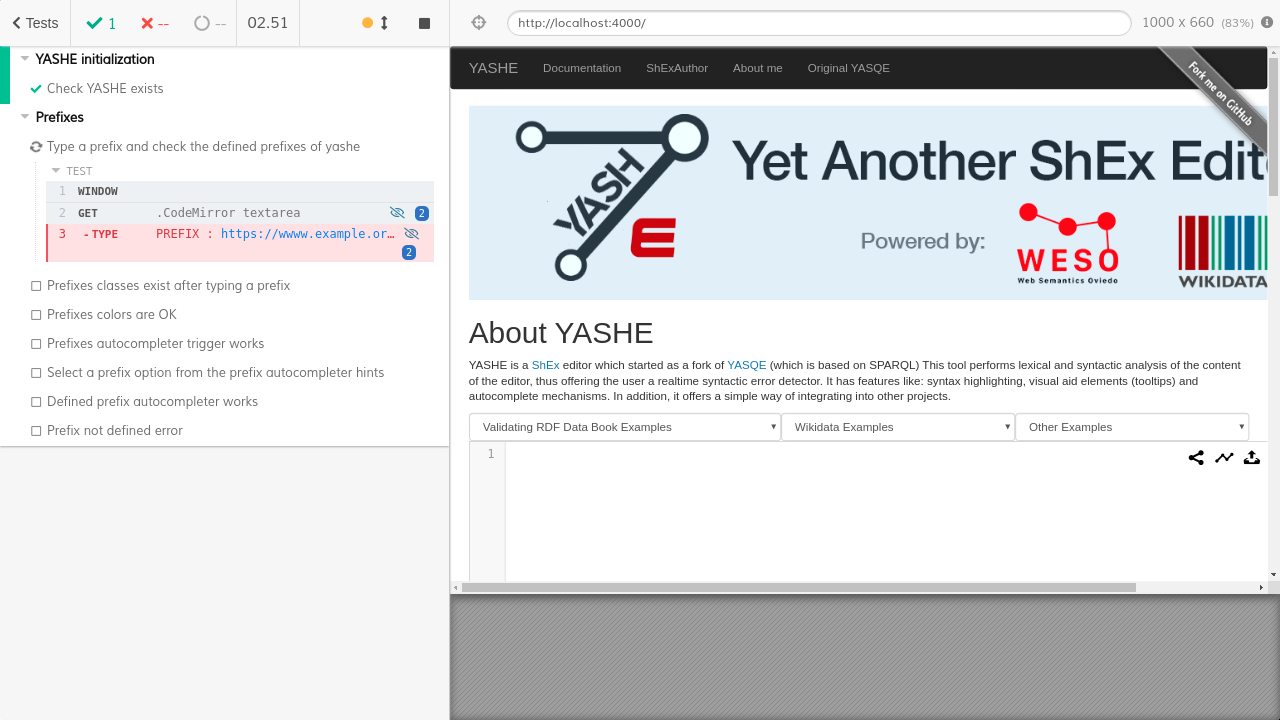 Tests
1
--
--
02.51
http://localhost:4000/
1000 x 660 (83%)
YASHE initialization
Check YASHE exists
Prefixes
Type a prefix and check the defined prefixes of yashe
TEST
1 WINDOW
2 GET .CodeMirror textarea 2
3 -TYPE PREFIX : https://wwww.example.or…
2
Prefixes classes exist after typing a prefix
Prefixes colors are OK
Prefixes autocompleter trigger works
Select a prefix option from the prefix autocompleter hints
Defined prefix autocompleter works
Prefix not defined error
YASHE Documentation ShExAuthor About me Original YASQE
Fork me on GitHub
YASH
E
Yet Another ShEx Edit
Powered by:
WESO
Web Semantics Oviedo
WIKIDATA
About YASHE
YASHE is a ShEx editor which started as a fork of YASQE (which is based on SPARQL) This tool performs lexical and syntactic analysis of the content
of the editor, thus offering the user a realtime syntactic error detector. It has features like: syntax highlighting, visual aid elements (tooltips) and
autocomplete mechanisms. In addition, it offers a simple way of integrating into other projects.
Validating RDF Data Book Examples Wikidata Examples Other Examples
1